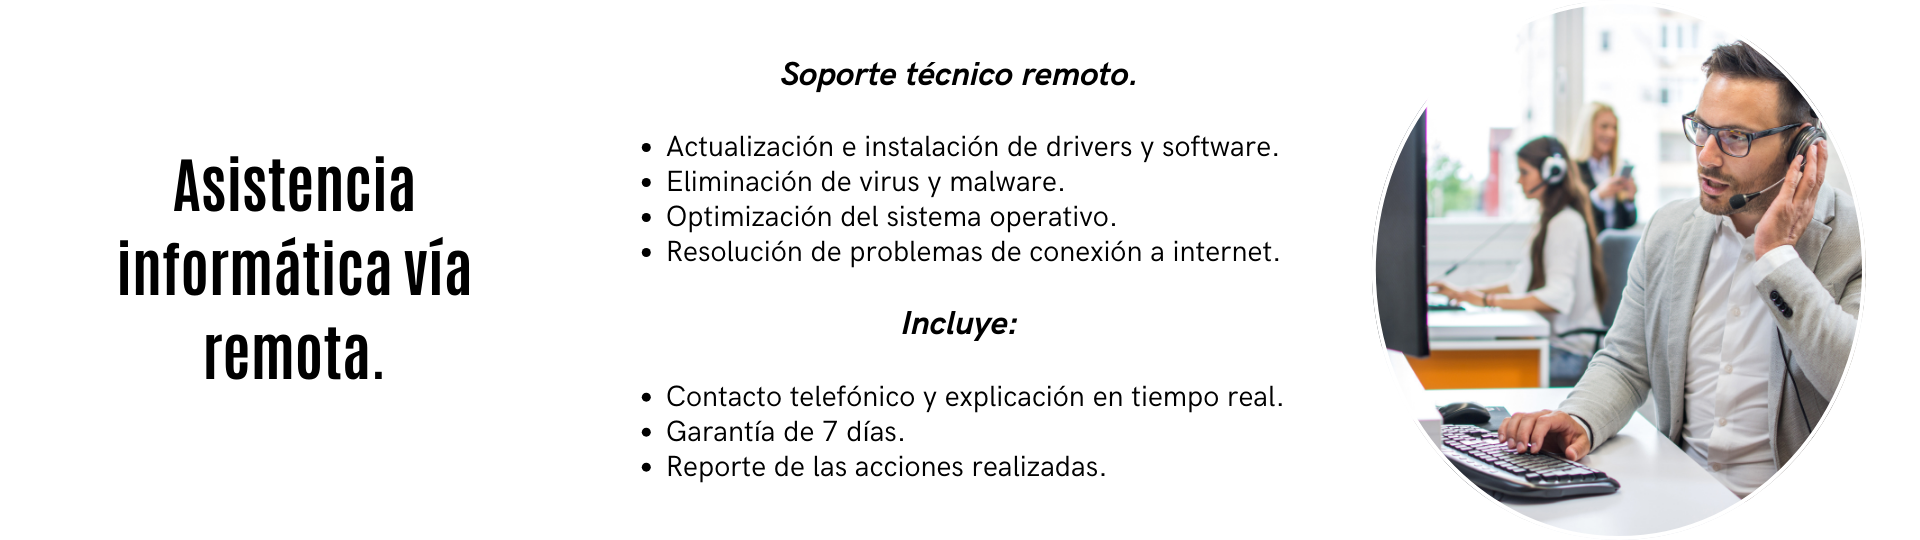 Asistencia
informática vía
remota.
Soporte técnico remoto.
• Actualización e instalación de drivers y software.
• Eliminación de virus y malware.
• Optimización del sistema operativo.
• Resolución de problemas de conexión a internet.
Incluye:
• Contacto telefónico y explicación en tiempo real.
• Garantía de 7 días.
• Reporte de las acciones realizadas.